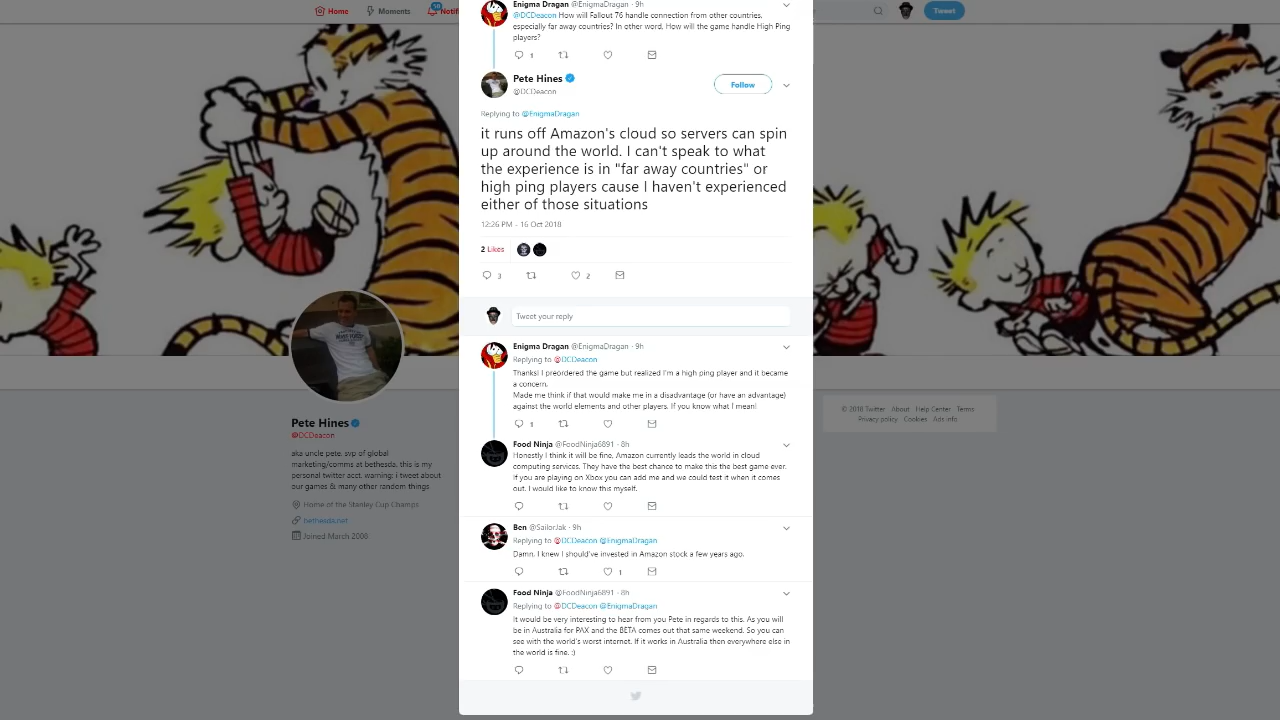 Home
Moments
Tweet
Enigma Dragan @EnigmaDragan · 9h
@DCDeacon How will Fallout 76 handle connection from other countries,
especially far away countries? In other word, How will the game handle High Ping
players?
1
Pete Hines
@DCDeacon
Follow
Replying to @EnigmaDragan
it runs off Amazon's cloud so servers can spin
up around the world. I can't speak to what
the experience is in "far away countries" or
high ping players cause I haven't experienced
either of those situations
12:26 PM - 16 Oct 2018
2 Likes
3
2
Tweet your reply
Enigma Dragan @EnigmaDragan · 9h
Replying to @DCDeacon
Thanks! I preordered the game but realized I'm a high ping player and it became
a concern.
Made me think if that would make me in a disadvantage (or have an advantage)
against the world elements and other players. If you know what I mean!
1
Food Ninja @FoodNinja6891 · 8h
Honestly I think it will be fine, Amazon currently leads the world in cloud
computing services. They have the best chance to make this the best game ever.
If you are playing on Xbox you can add me and we could test it when it comes
out. I would like to know this myself.
Ben @SailorJak · 9h
Replying to @DCDeacon @EnigmaDragan
Damn, I knew I should've invested in Amazon stock a few years ago.
1
Food Ninja @FoodNinja6891 · 8h
Replying to @DCDeacon @EnigmaDragan
It would be very interesting to hear from you Pete in regards to this. As you will
be in Australia for PAX and the BETA comes out that same weekend. So you can
see with the world's worst internet. If it works in Australia then everywhere else in
the world is fine. :)
Pete Hines
@DCDeacon
aka uncle pete, svp of global
marketing/comms at bethesda, this is my
personal twitter acct. warning: i tweet about
our games & many other random things
Home of the Stanley Cup Champs
bethesda.net
Joined March 2008
© 2018 Twitter About Help Center Terms
Privacy policy Cookies Ads info